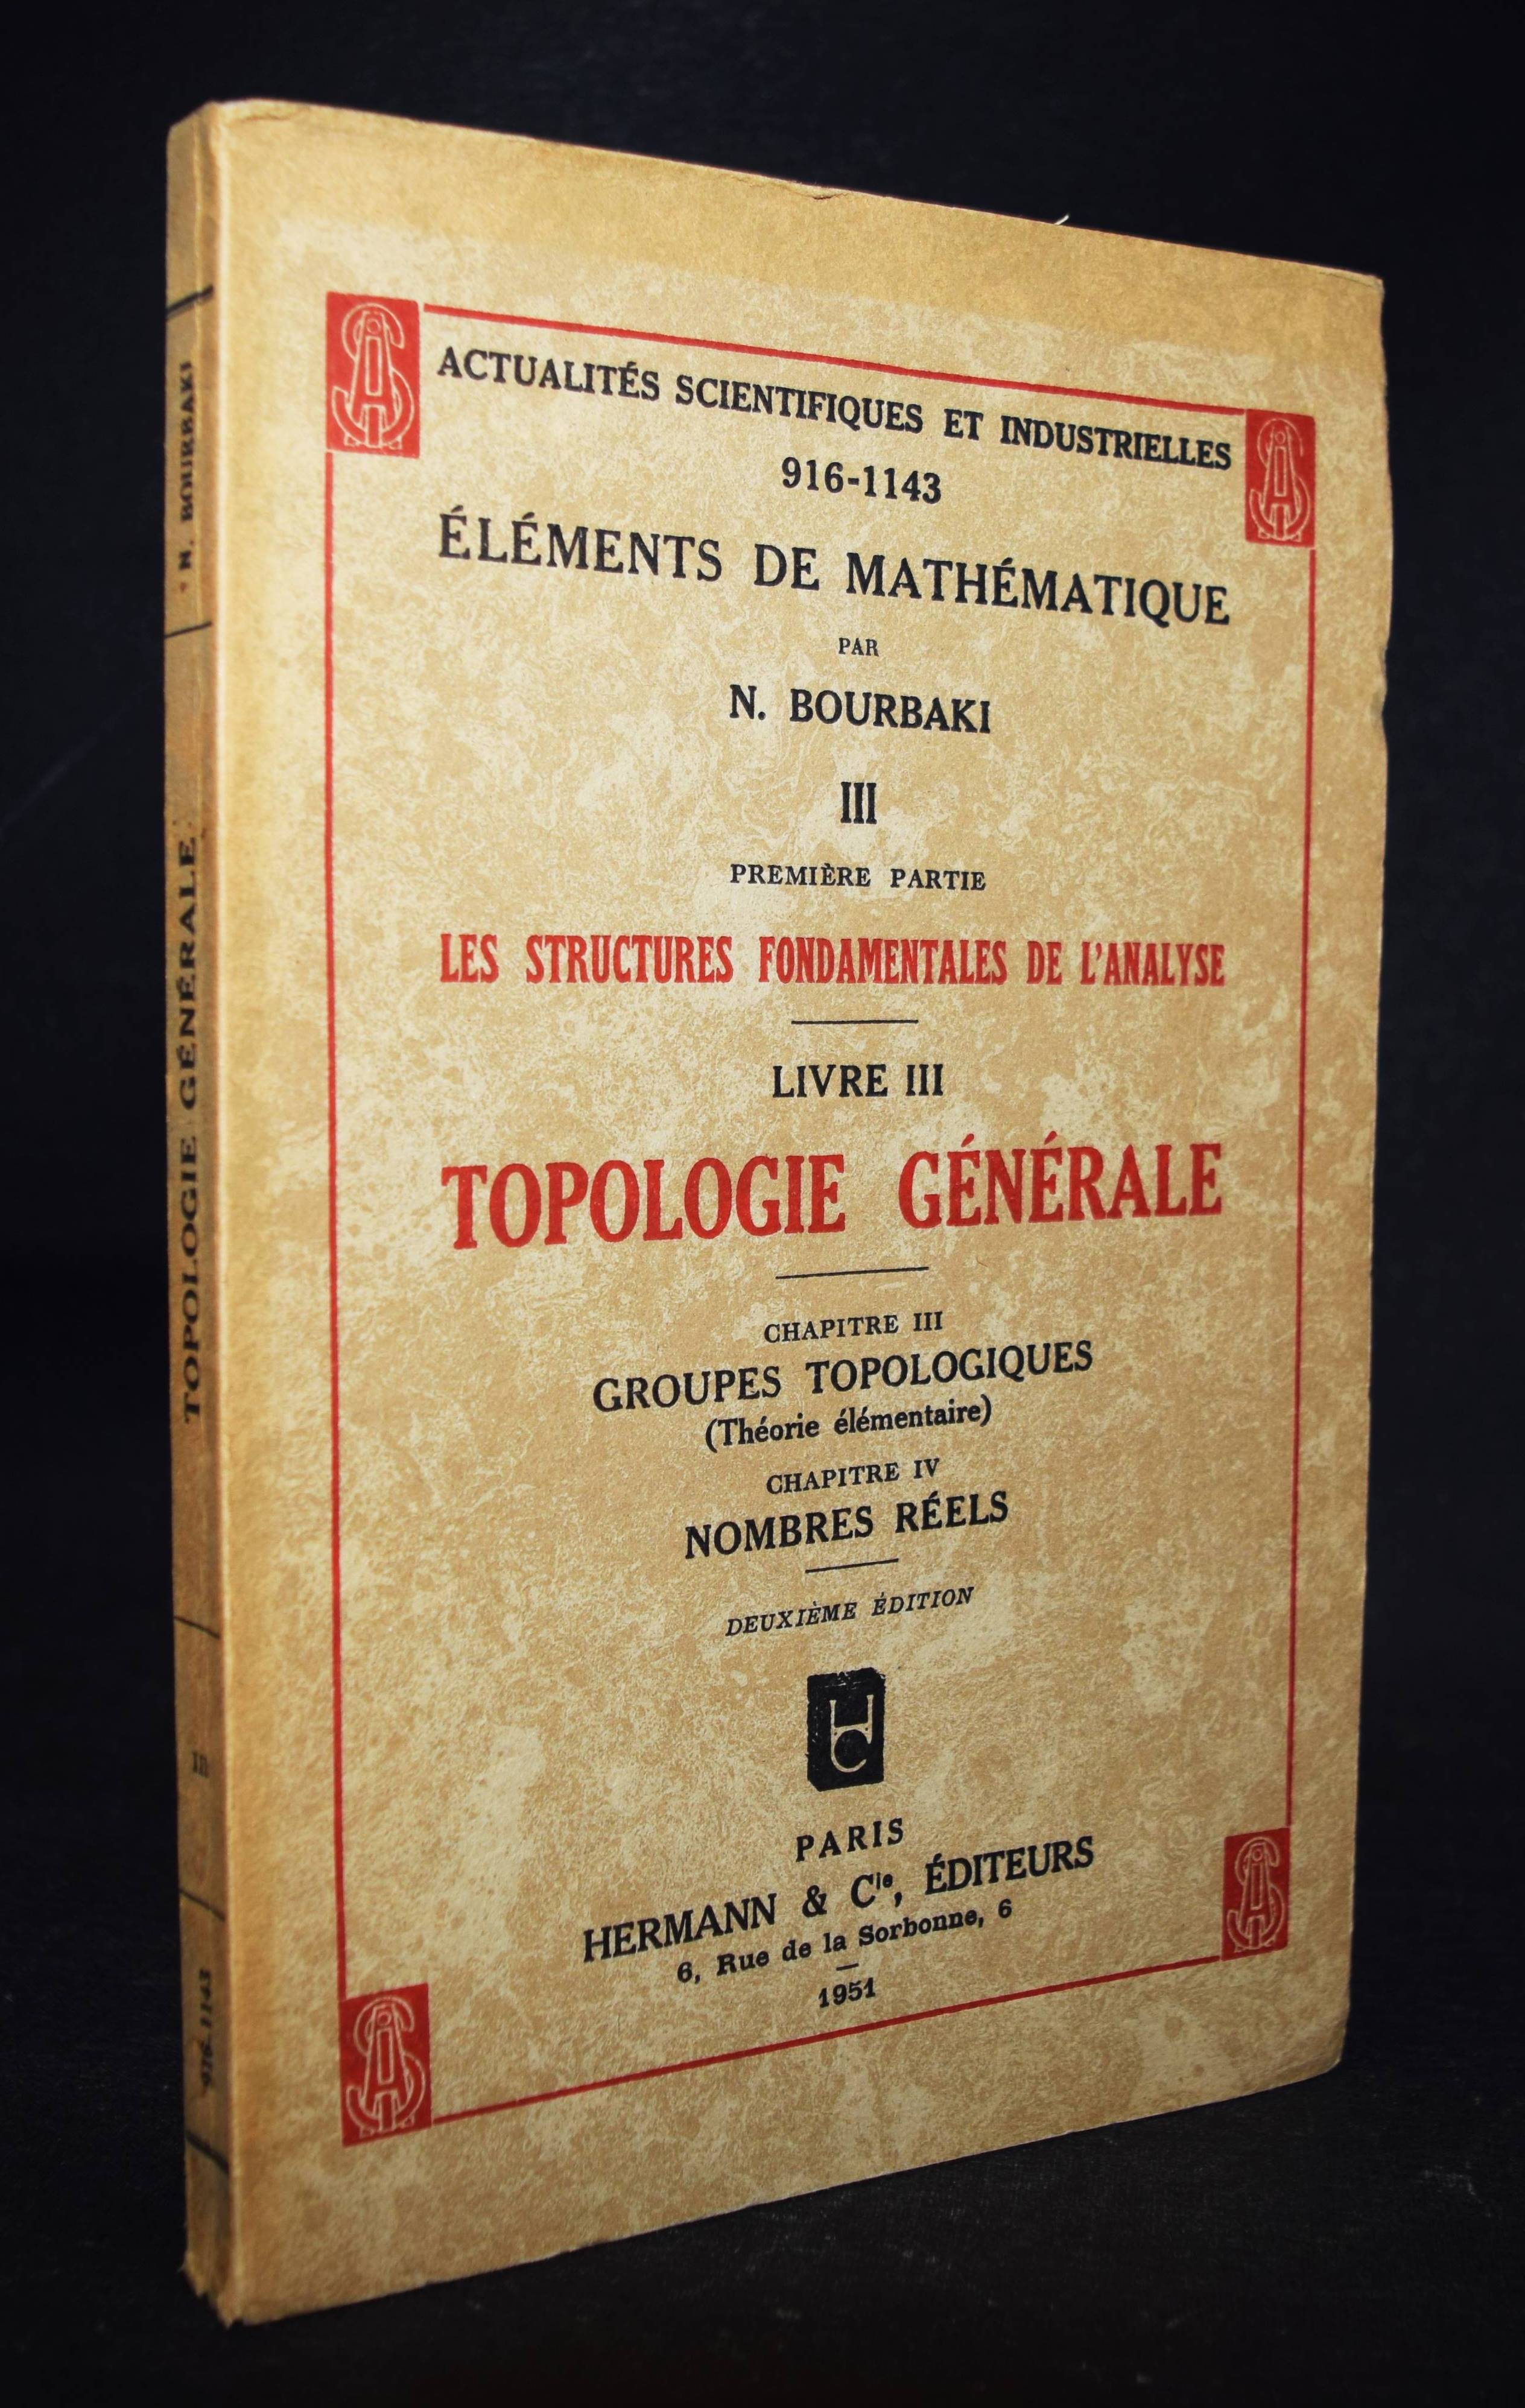 N. BOURBAKI
TOPOLOGIE GÉNÉRALE
III
916-1143
ACTUALITÉS SCIENTIFIQUES ET INDUSTRIELLES
916-1143
ÉLÉMENTS DE MATHÉMATIQUE
PAR
N. BOURBAKI
III
PREMIÈRE PARTIE
LES STRUCTURES FONDAMENTALES DE L'ANALYSE
LIVRE III
TOPOLOGIE GÉNÉRALE
CHAPITRE III
GROUPES TOPOLOGIQUES
(Théorie élémentaire)
CHAPITRE IV
NOMBRES RÉELS
DEUXIÈME ÉDITION
PARIS
HERMANN & Cie, ÉDITEURS
6, Rue de la Sorbonne, 6
1951